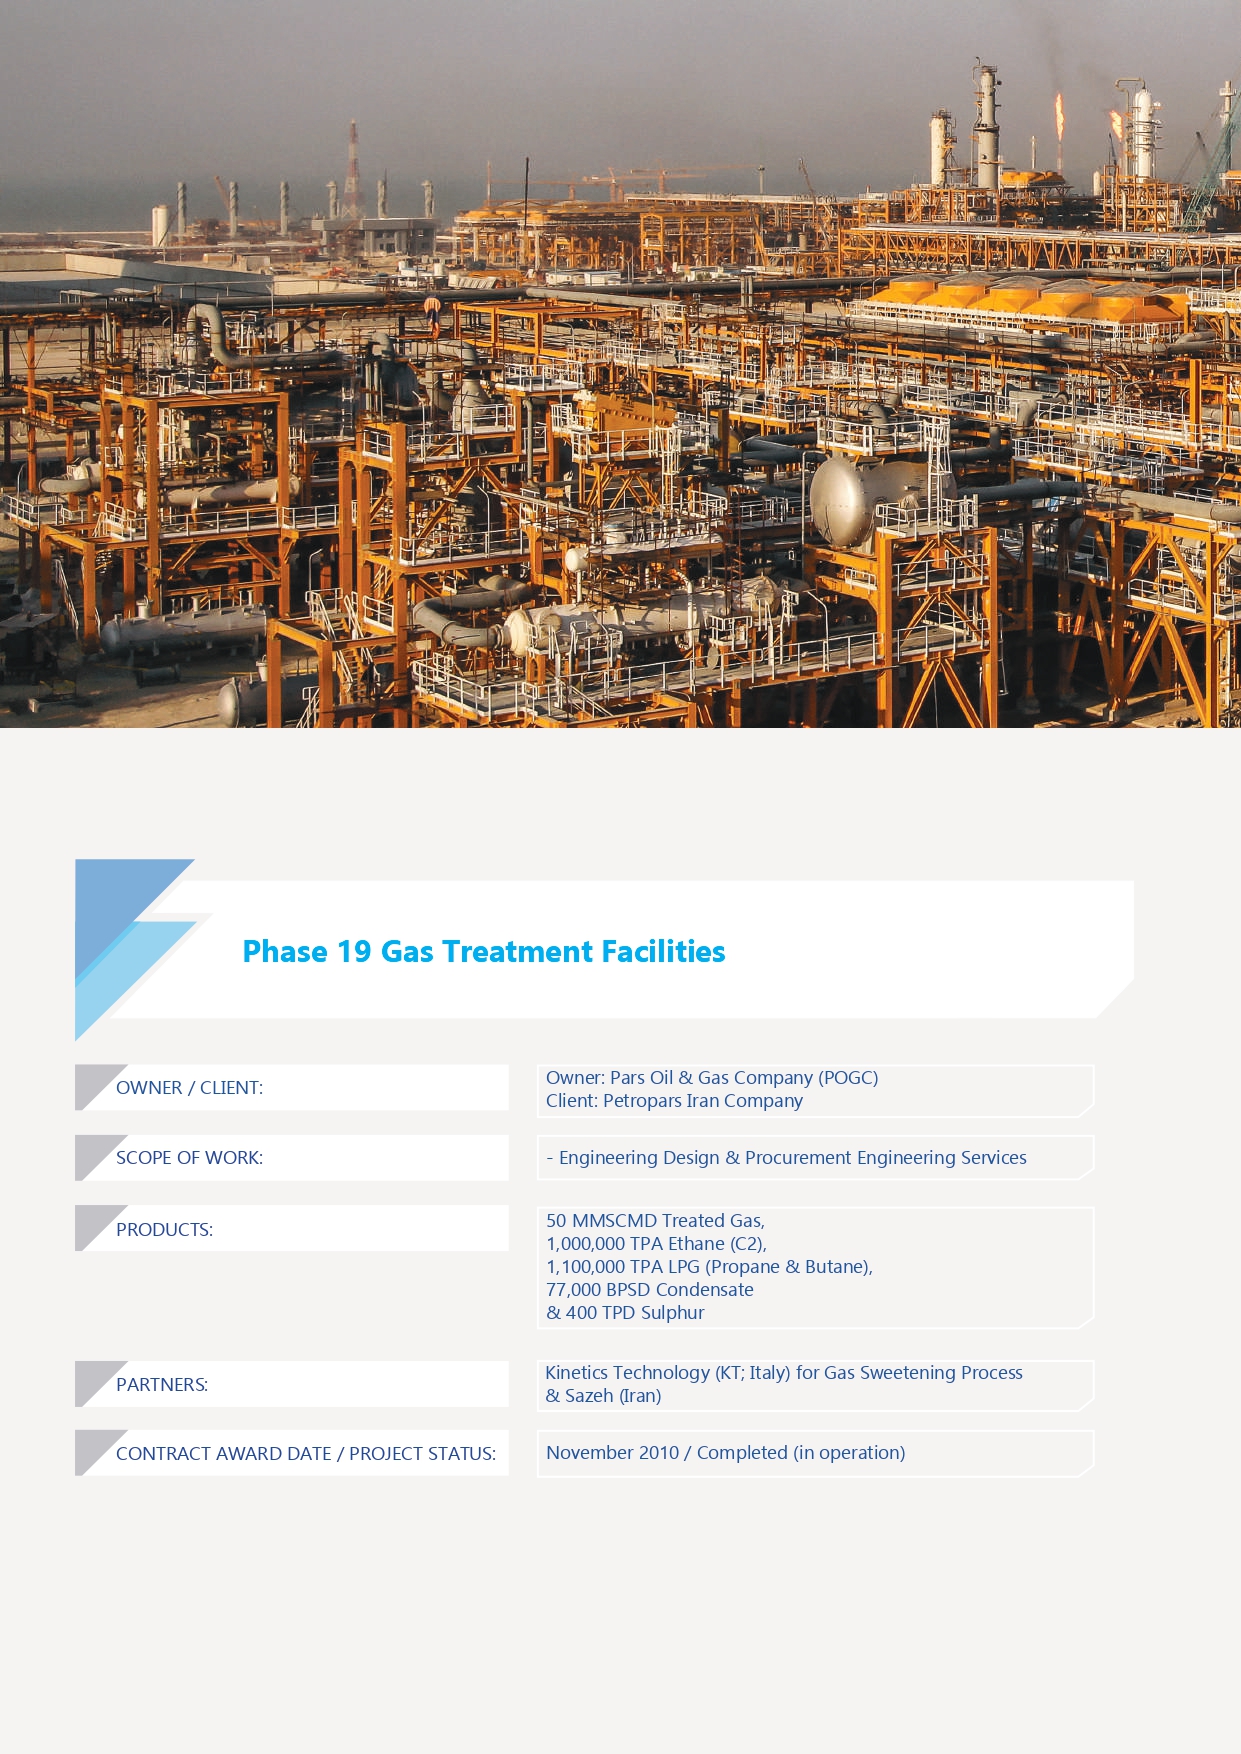 Phase 19 Gas Treatment Facilities
OWNER / CLIENT:
Owner: Pars Oil & Gas Company (POGC)
Client: Petropars Iran Company
SCOPE OF WORK:
- Engineering Design & Procurement Engineering Services
PRODUCTS:
50 MMSCMD Treated Gas,
1,000,000 TPA Ethane (C2),
1,100,000 TPA LPG (Propane & Butane),
77,000 BPSD Condensate
& 400 TPD Sulphur
PARTNERS:
Kinetics Technology (KT; Italy) for Gas Sweetening Process
& Sazeh (Iran)
CONTRACT AWARD DATE / PROJECT STATUS:
November 2010 / Completed (in operation)